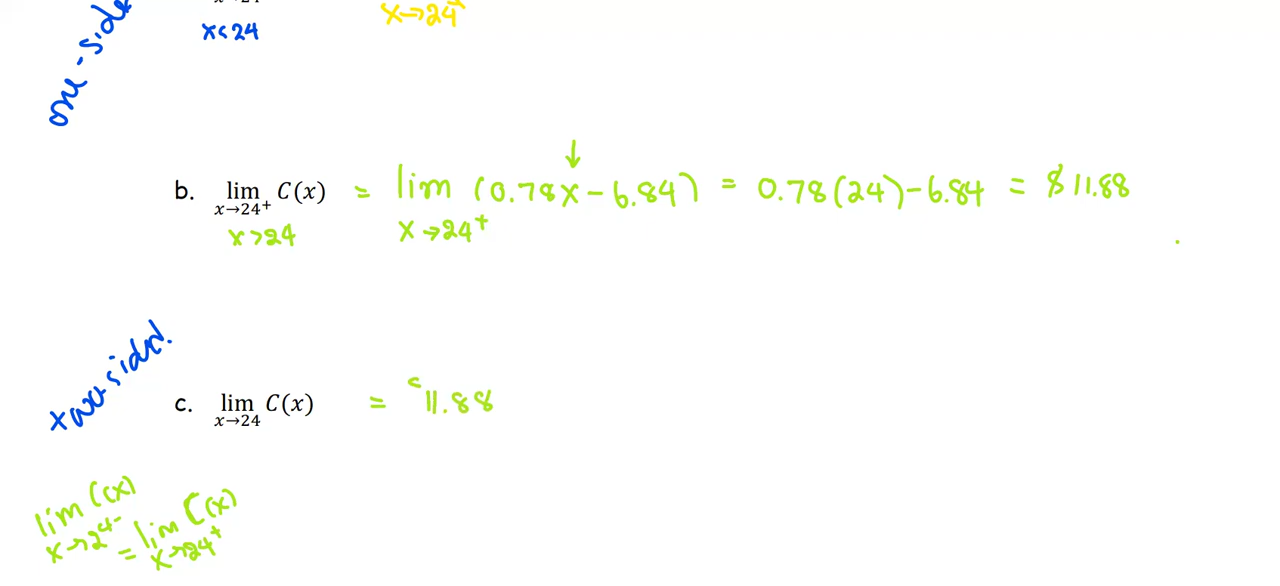 x<24
x→24⁺
one-side
b. lim x→24⁺ C(x) = lim x→24⁺ (0.78x − 6.84) = 0.78(24) − 6.84 = $11.88
x>24
two-sided.
c. lim x→24 C(x) = 11.88
lim x→24⁻ C(x)
= lim x→24⁺ C(x)